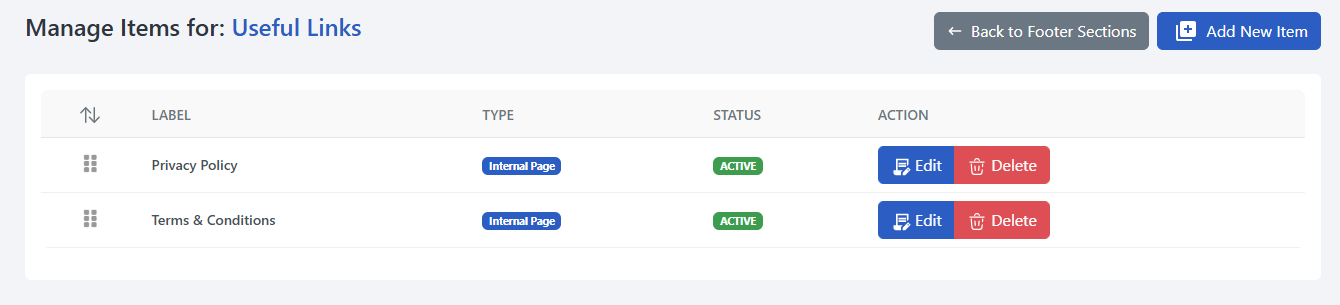 Manage Items for: Useful Links
Back to Footer Sections
Add New Item
LABEL TYPE STATUS ACTION
Privacy Policy Internal Page ACTIVE Edit Delete
Terms & Conditions Internal Page ACTIVE Edit Delete